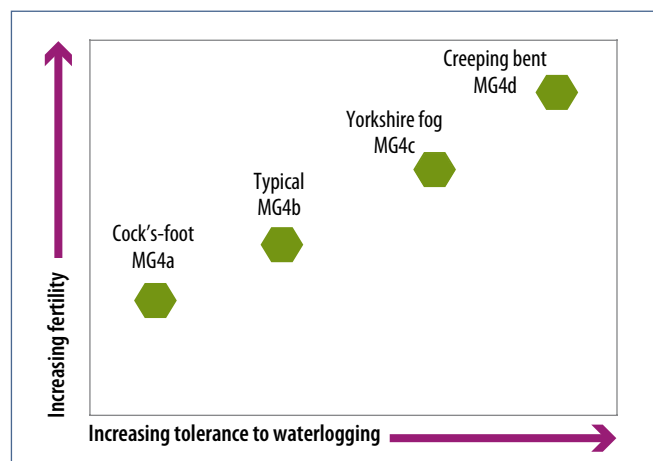 Creeping bent
MG4d
Yorkshire fog
MG4c
Typical
MG4b
Cock’s-foot
MG4a
Increasing fertility
Increasing tolerance to waterlogging